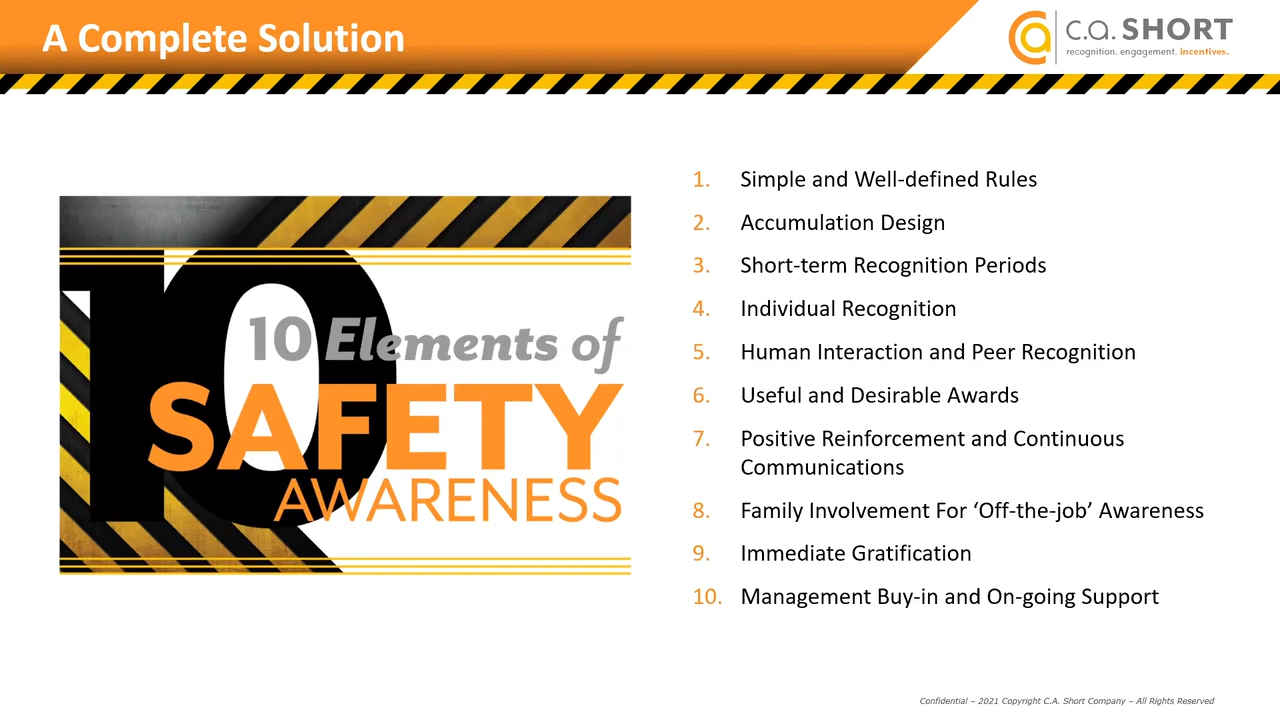 A Complete Solution
c.a. SHORT
recognition. engagement. incentives.
10
10 Elements of
SAFETY
AWARENESS
1. Simple and Well-defined Rules
2. Accumulation Design
3. Short-term Recognition Periods
4. Individual Recognition
5. Human Interaction and Peer Recognition
6. Useful and Desirable Awards
7. Positive Reinforcement and Continuous
Communications
8. Family Involvement For ‘Off-the-job’ Awareness
9. Immediate Gratification
10. Management Buy-in and On-going Support
Confidential – 2021 Copyright C.A. Short Company – All Rights Reserved